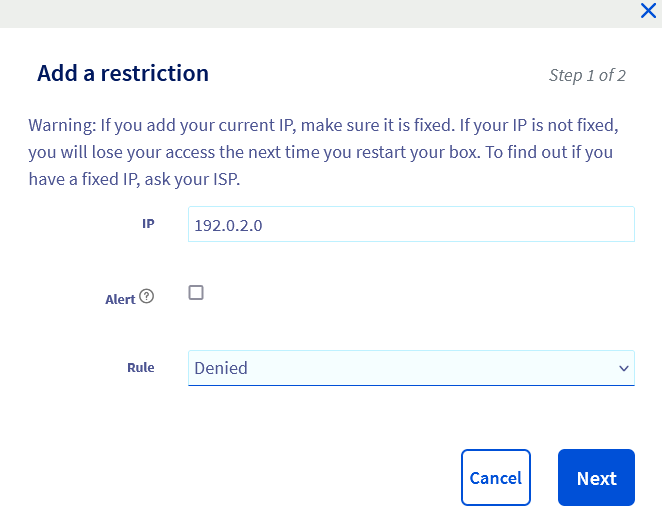 Add a restriction
Step 1 of 2
Warning: If you add your current IP, make sure it is fixed. If your IP is not fixed,
you will lose your access the next time you restart your box. To find out if you
have a fixed IP, ask your ISP.
IP
192.0.2.0
Alert ?
Rule
Denied
Cancel
Next